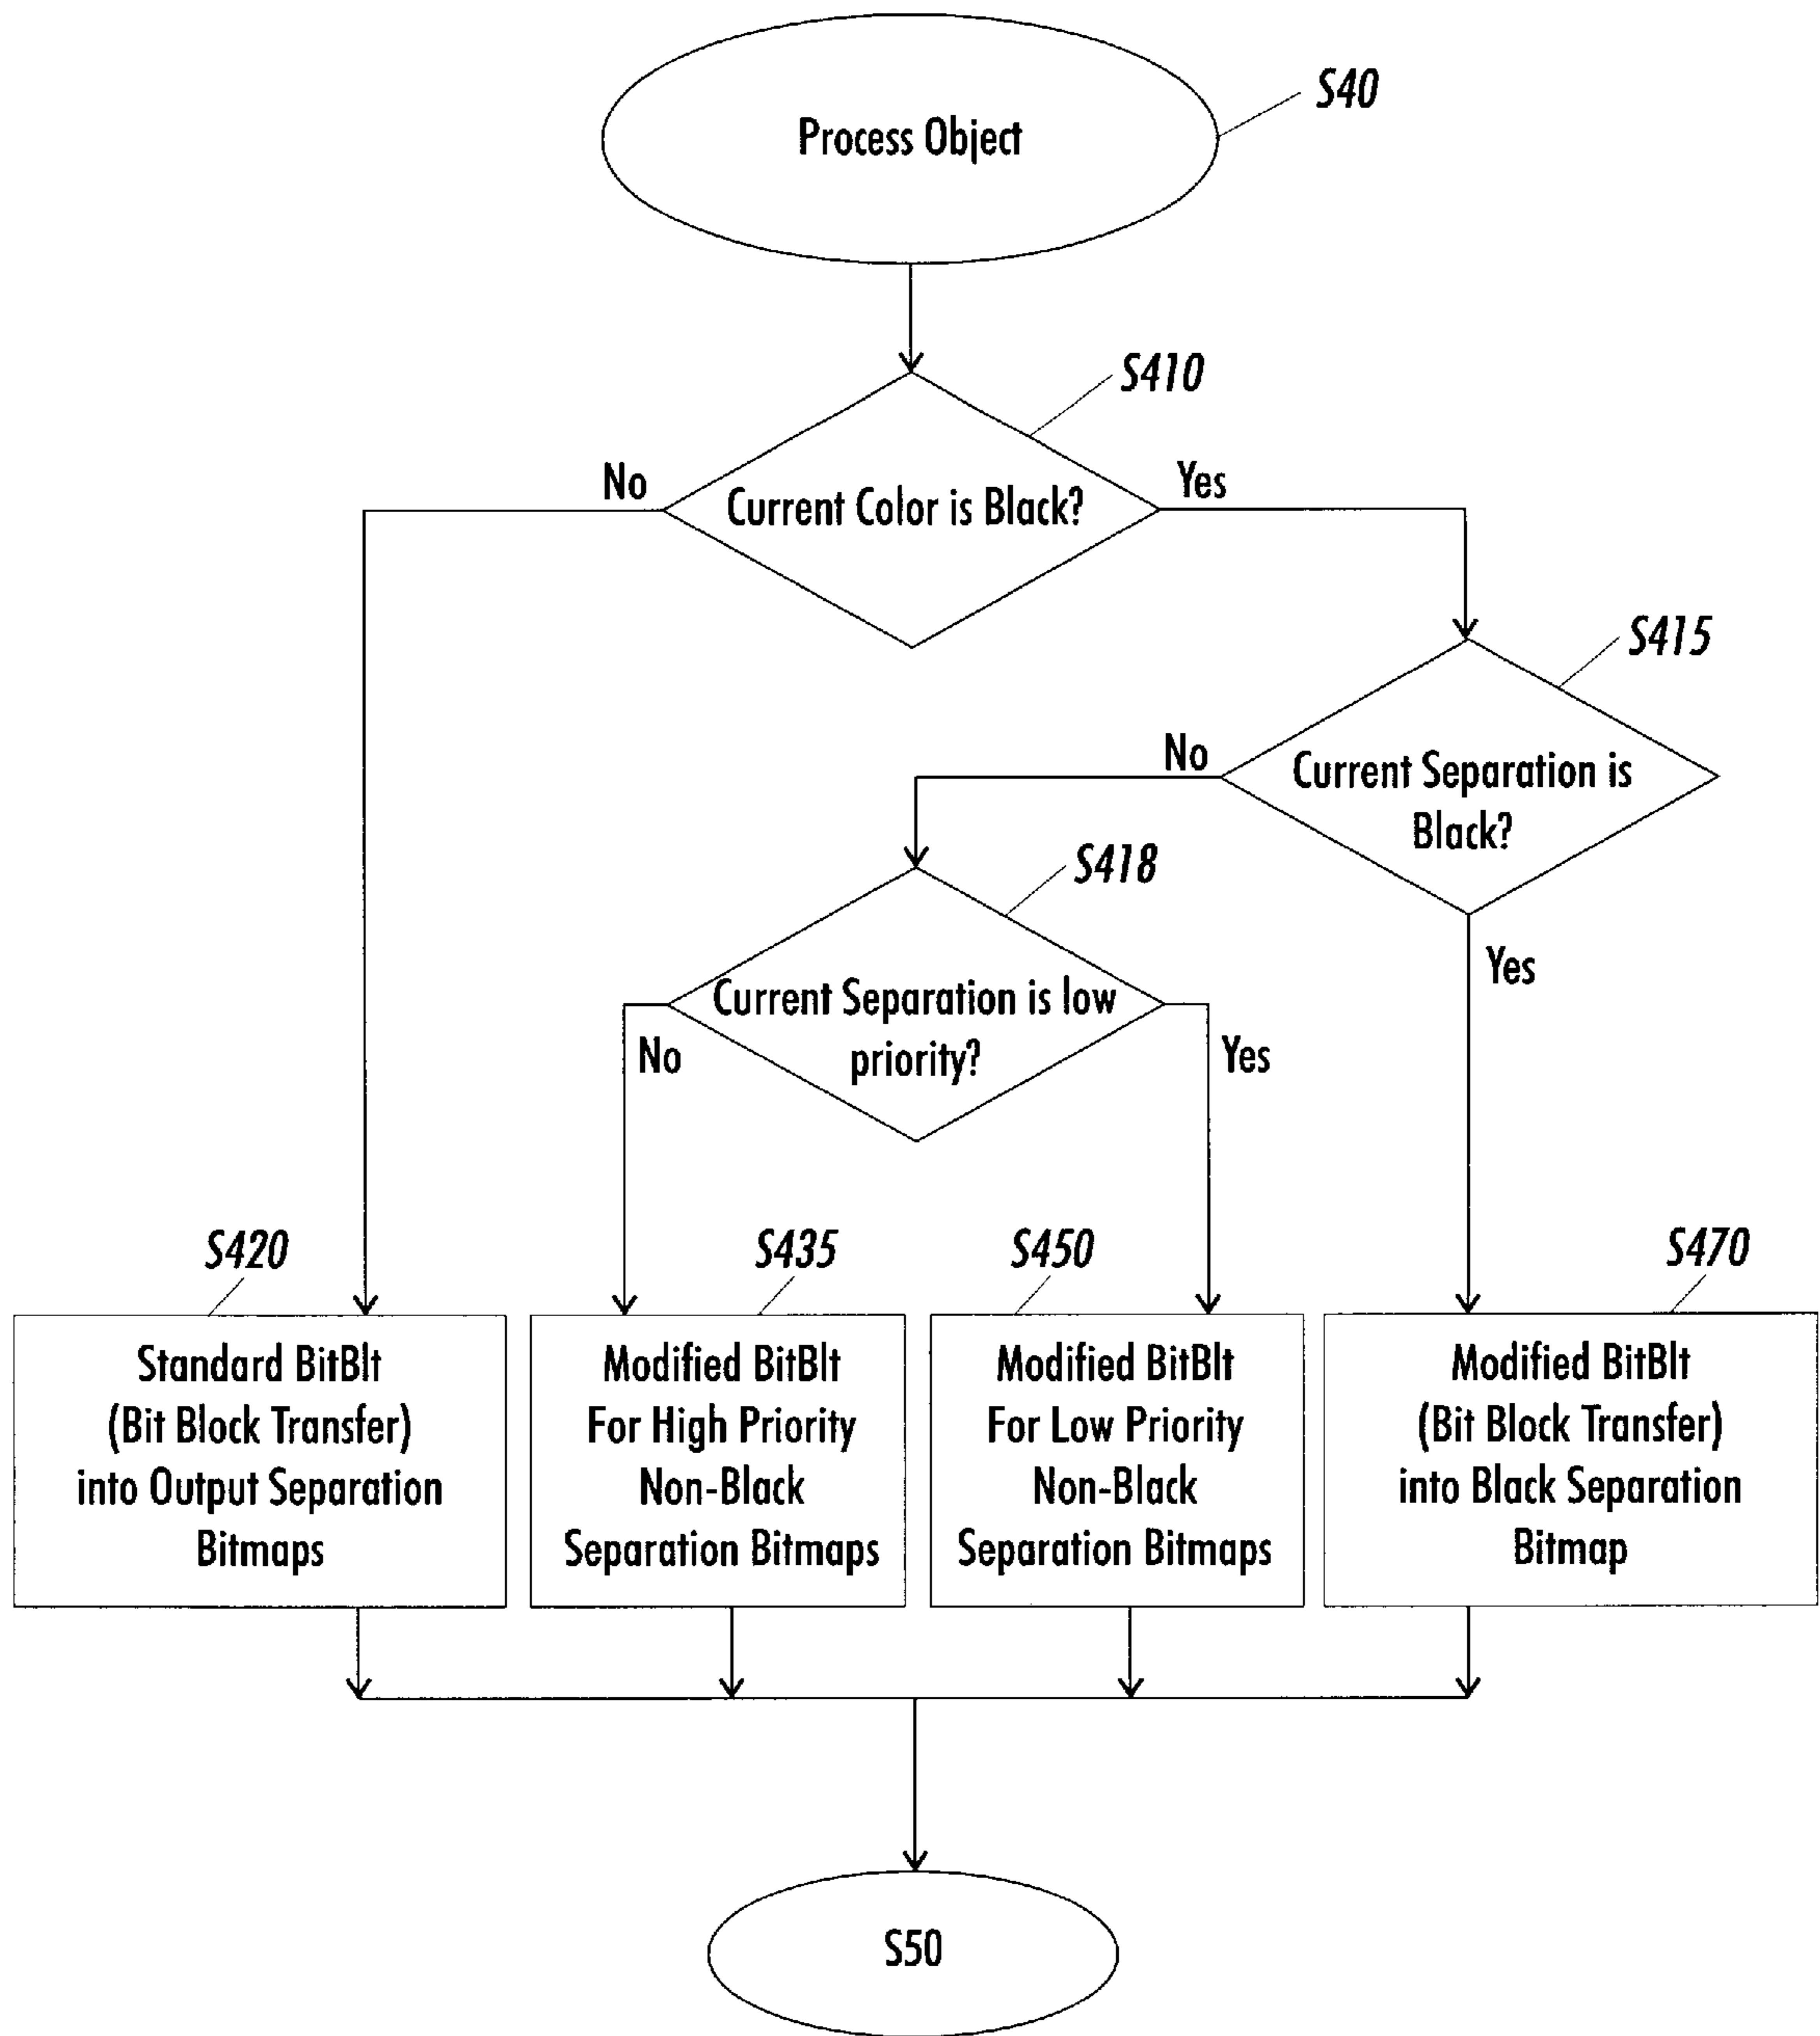 S40
Process Object
S410
No
Yes
Current Color is Black?
S415
No
Current Separation is
Black?
S418
Yes
Current Separation is low
priority?
No
Yes
S420
S435
S450
S470
Standard BitBlt
(Bit Block Transfer)
into Output Separation
Bitmaps
Modified BitBlt
For High Priority
Non-Black
Separation Bitmaps
Modified BitBlt
For Low Priority
Non-Black
Separation Bitmaps
Modified BitBlt
(Bit Block Transfer)
into Black Separation
Bitmap
S50